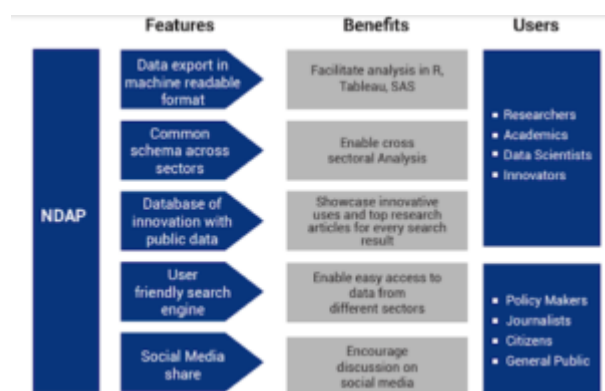 Features
Benefits
Users
NDAP
Data export in
machine readable
format
Facilitate analysis in R,
Tableau, SAS
Common
schema across
sectors
Enable cross
sectoral Analysis
Database of
innovation with
public data
Showcase innovative
uses and top research
articles for every search
result
▪ Researchers
▪ Academics
▪ Data Scientists
▪ Innovators
User
friendly search
engine
Enable easy access to
data from
different sectors
Social Media
share
Encourage
discussion on
social media
▪ Policy Makers
▪ Journalists
▪ Citizens
▪ General Public